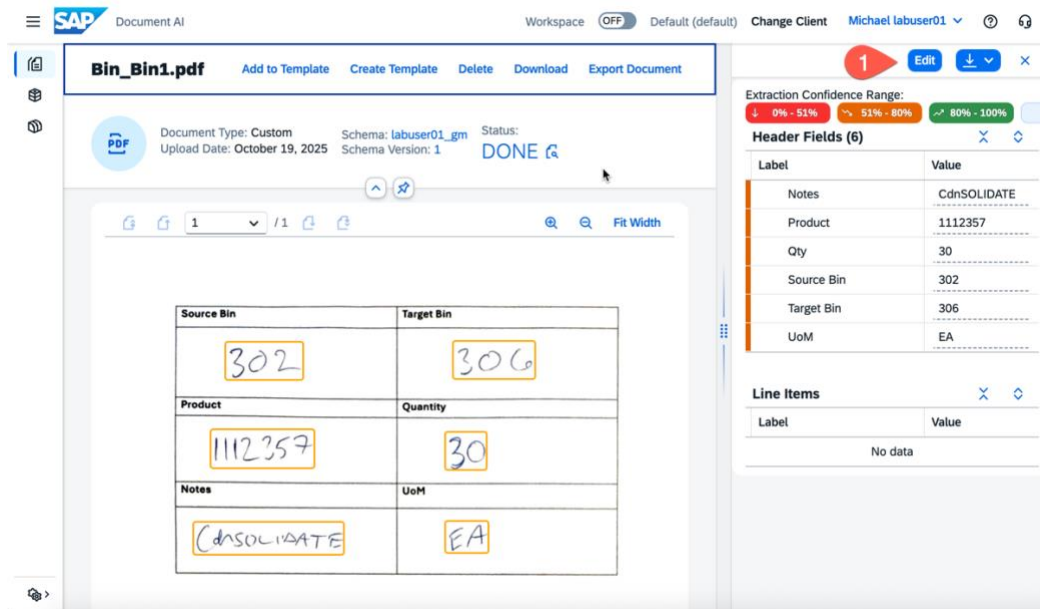 SAP Document AI Workspace OFF Default (default) Change Client Michael labuser01
Bin_Bin1.pdf Add to Template Create Template Delete Download Export Document
1 Edit
PDF
Document Type: Custom
Upload Date: October 19, 2025
Schema: labuser01_gm
Schema Version: 1
Status:
DONE
1 / 1 Fit Width
Source Bin Target Bin
302 306
Product Quantity
1112357 30
Notes UoM
CdnSOLIDATE EA
Extraction Confidence Range:
0% - 51% 51% - 80% 80% - 100%
Header Fields (6)
Label Value
Notes CdnSOLIDATE
Product 1112357
Qty 30
Source Bin 302
Target Bin 306
UoM EA
Line Items
Label Value
No data